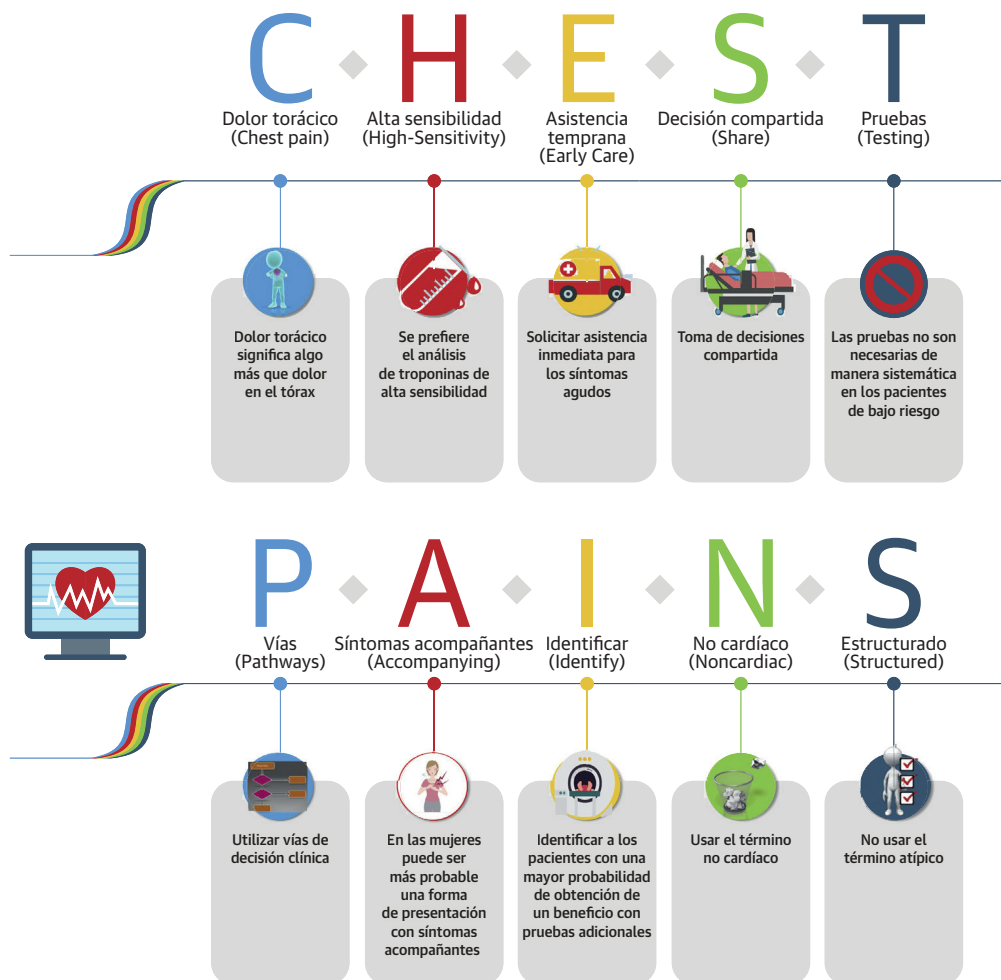 C H E S T
Dolor torácico
(Chest pain)
Alta sensibilidad
(High-Sensitivity)
Asistencia
temprana
(Early Care)
Decisión compartida
(Share)
Pruebas
(Testing)
Dolor torácico
significa algo
más que dolor
en el tórax
Se prefiere
el análisis
de troponinas de
alta sensibilidad
Solicitar asistencia
inmediata para
los síntomas
agudos
Toma de decisiones
compartida
Las pruebas no son
necesarias de
manera sistemática
en los pacientes
de bajo riesgo
P A I N S
Vías
(Pathways)
Síntomas acompañantes
(Accompanying)
Identificar
(Identify)
No cardíaco
(Noncardiac)
Estructurado
(Structured)
Utilizar vías de
decisión clínica
En las mujeres
puede ser
más probable
una forma
de presentación
con síntomas
acompañantes
Identificar a los
pacientes con una
mayor probabilidad
de obtención de
un beneficio con
pruebas adicionales
Usar el término
no cardíaco
No usar el
término atípico